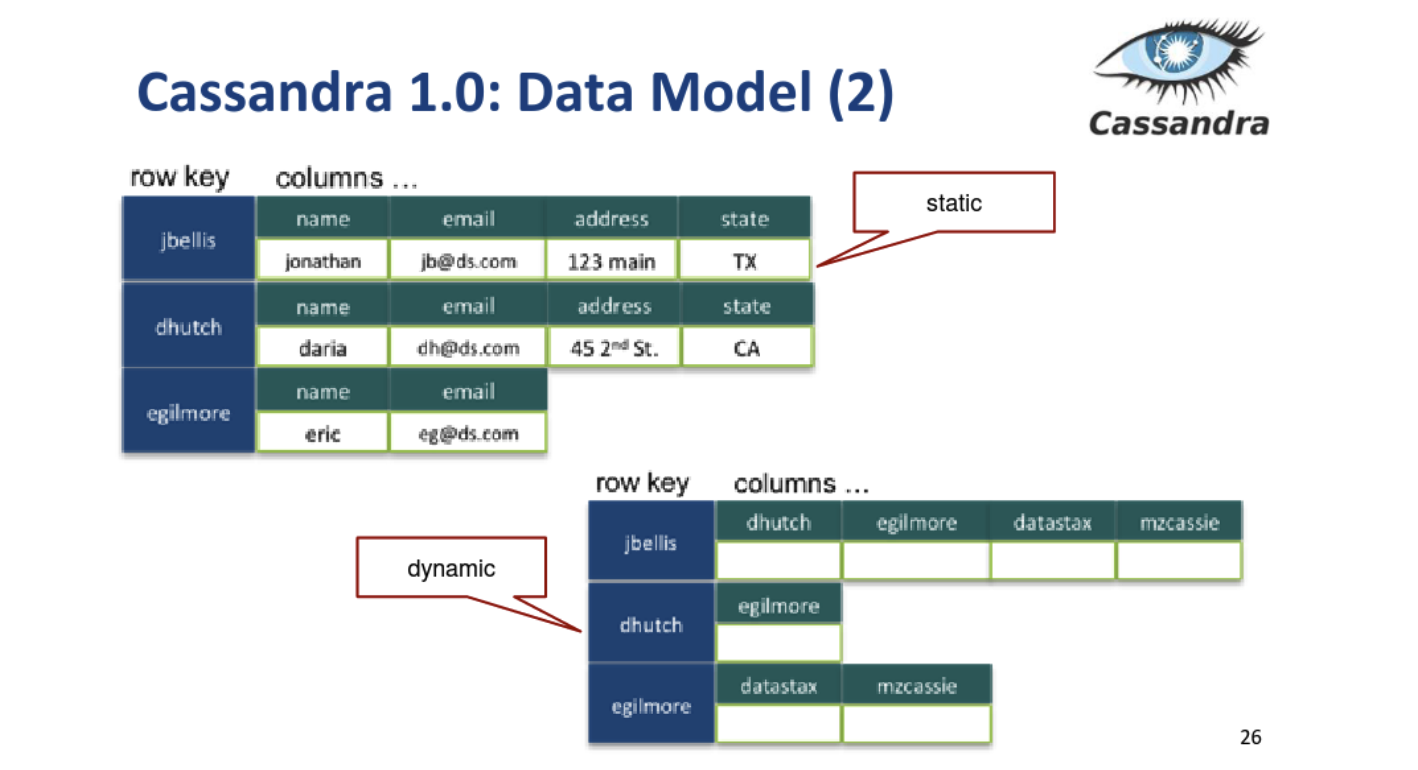 Cassandra 1.0: Data Model (2)
Cassandra
row key columns ...
static
jbellis name email address state
jonathan jb@ds.com 123 main TX
dhutch name email address state
daria dh@ds.com 45 2nd St. CA
egilmore name email
eric eg@ds.com
row key columns ...
dynamic
jbellis dhutch egilmore datastax mzcassie
dhutch egilmore
egilmore datastax mzcassie
26